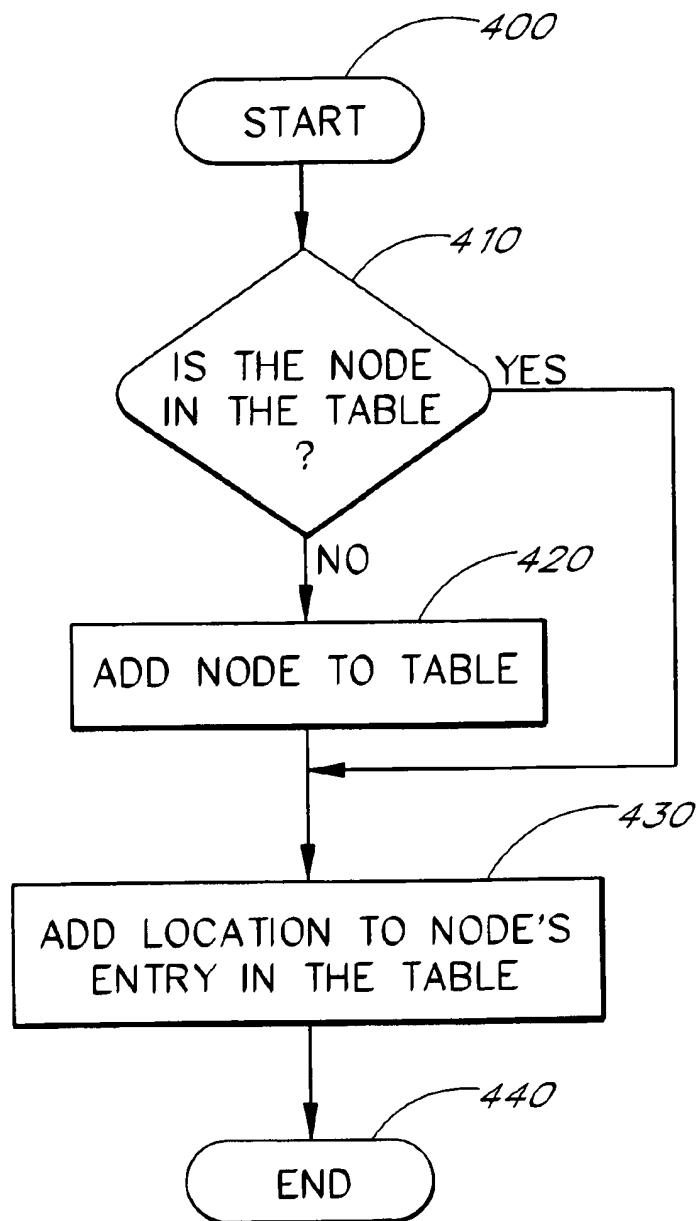 400
START
410
IS THE NODE
IN THE TABLE
?
YES
NO
420
ADD NODE TO TABLE
430
ADD LOCATION TO NODE'S
ENTRY IN THE TABLE
440
END